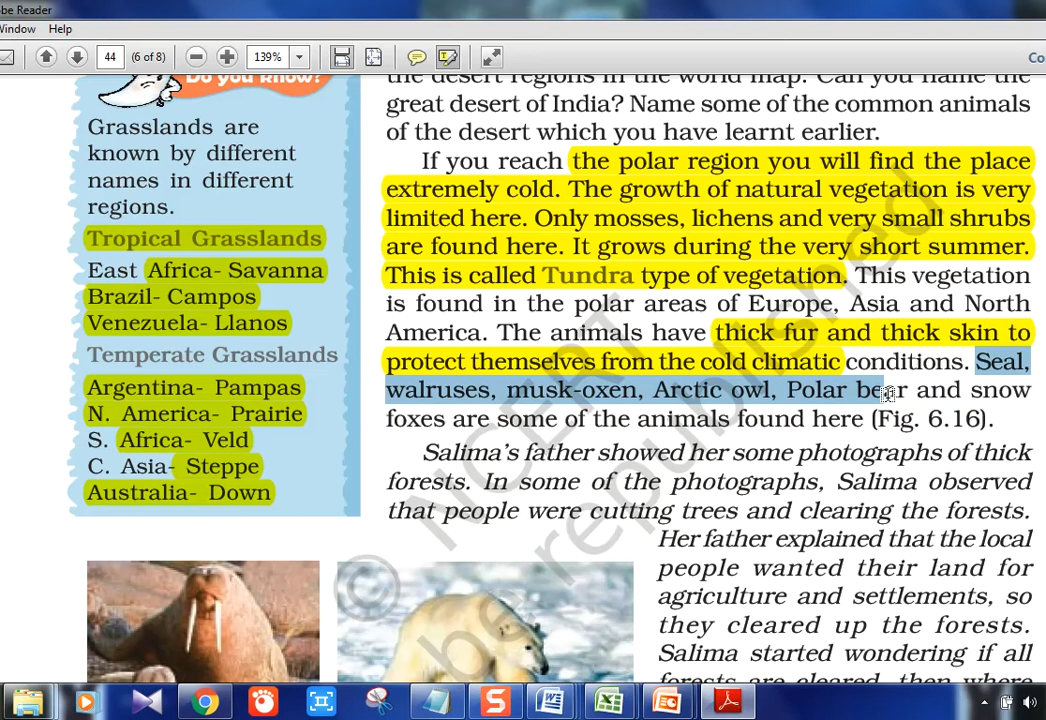 be Reader
Window Help
44 (6 of 8) 139% Co
Do you know?
Grasslands are
known by different
names in different
regions.
Tropical Grasslands
East Africa- Savanna
Brazil- Campos
Venezuela- Llanos
Temperate Grasslands
Argentina- Pampas
N. America- Prairie
S. Africa- Veld
C. Asia- Steppe
Australia- Down
the desert regions in the world map. Can you name the
great desert of India? Name some of the common animals
of the desert which you have learnt earlier.
If you reach the polar region you will find the place
extremely cold. The growth of natural vegetation is very
limited here. Only mosses, lichens and very small shrubs
are found here. It grows during the very short summer.
This is called Tundra type of vegetation. This vegetation
is found in the polar areas of Europe, Asia and North
America. The animals have thick fur and thick skin to
protect themselves from the cold climatic conditions. Seal,
walruses, musk-oxen, Arctic owl, Polar bear and snow
foxes are some of the animals found here (Fig. 6.16).
Salima's father showed her some photographs of thick
forests. In some of the photographs, Salima observed
that people were cutting trees and clearing the forests.
Her father explained that the local
people wanted their land for
agriculture and settlements, so
they cleared up the forests.
Salima started wondering if all
forests are cleared, then where
© NCERT
be republished